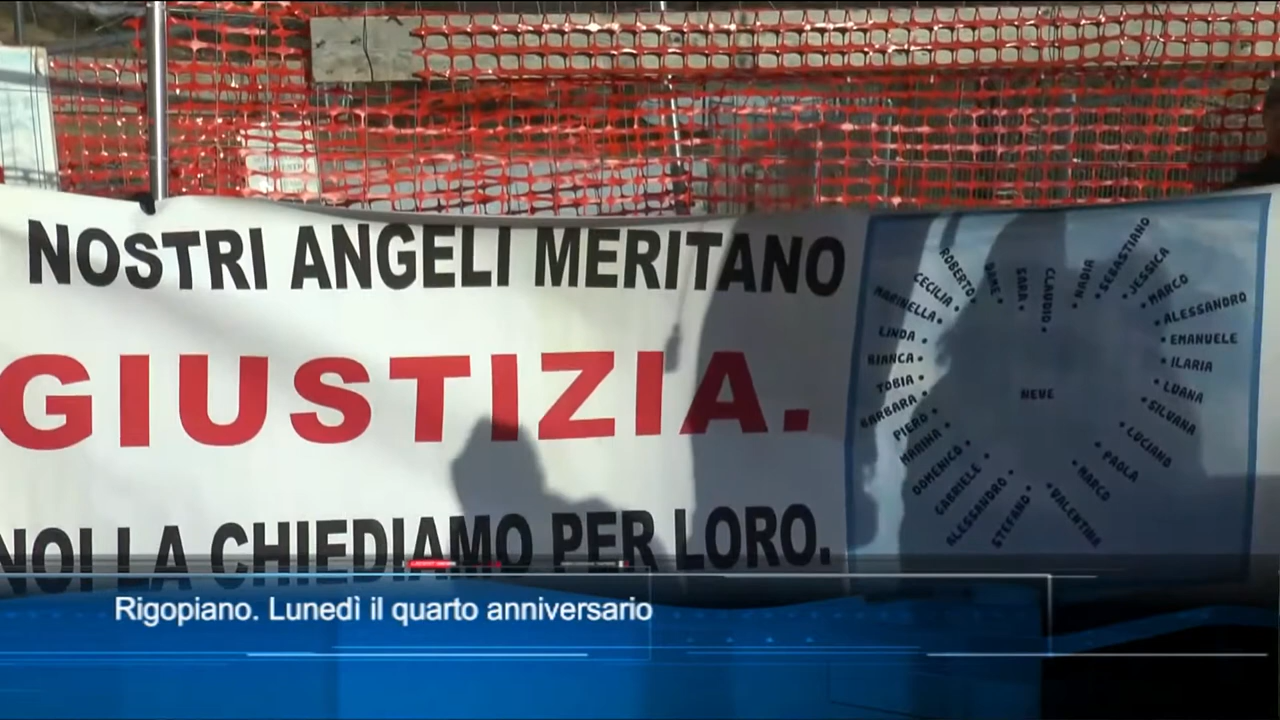 NOSTRI ANGELI MERITANO
GIUSTIZIA.
NOI LA CHIEDIAMO PER LORO.
ROBERTO
DAME
SARA
CLAUDIO
NADIA
SEBASTIANO
JESSICA
MARCO
ALESSANDRO
EMANUELE
ILARIA
LUANA
SILVANA
LUCIANO
PAOLA
MARCO
VALENTINA
STEFANO
ALESSANDRO
GABRIELE
DOMENICO
MARINA
PIERO
BARBARA
TOBIA
BIANCA
LINDA
MARINELLA
CECILIA
NEVE
Rigopiano. Lunedì il quarto anniversario